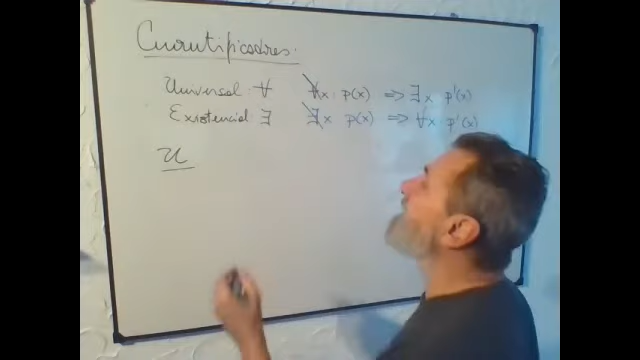 Cuantificadores.
Universal: ∀ ∀̸x: p(x) ⇒ ∃x p'(x)
Existencial ∃ ∄x p(x) ⇒ ∀x p'(x)
U